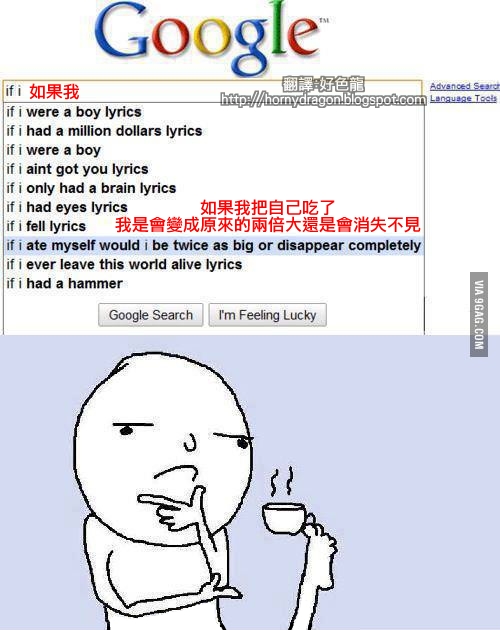 Google™
if i 如果我
翻譯:好色龍
http://hornydragon.blogspot.com
Advanced Search
Language Tools
if i were a boy lyrics
if i had a million dollars lyrics
if i were a boy
if i aint got you lyrics
if i only had a brain lyrics
if i had eyes lyrics
如果我把自己吃了
if i fell lyrics
我是會變成原來的兩倍大還是會消失不見
if i ate myself would i be twice as big or disappear completely
if i ever leave this world alive lyrics
if i had a hammer
Google Search
I'm Feeling Lucky
VIA 9GAG.COM